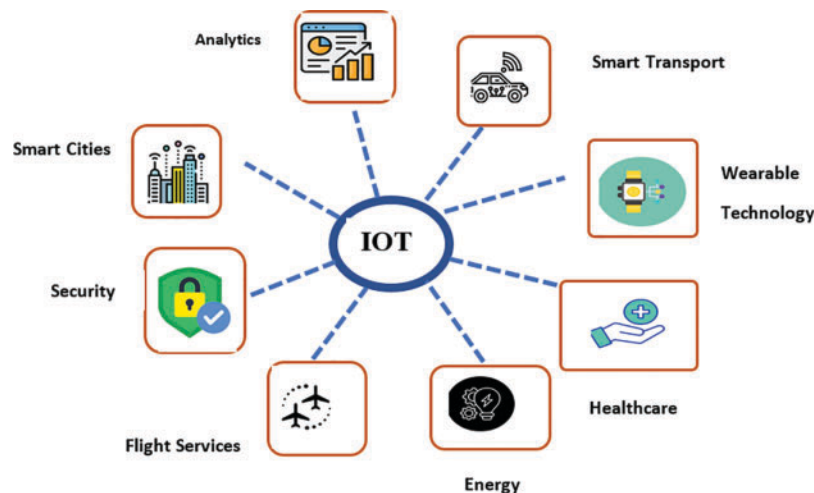 Analytics
Smart Transport
Smart Cities
Wearable
Technology
IOT
Security
Healthcare
Flight Services
Energy